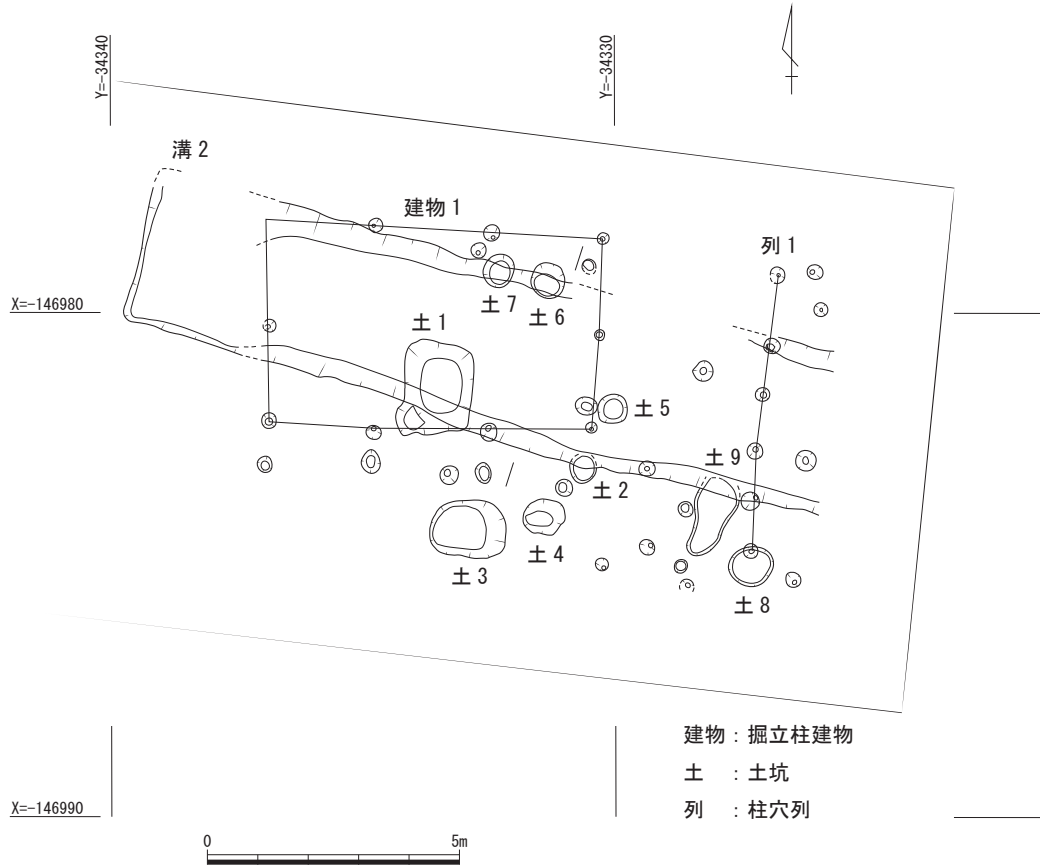 Y=-34340
Y=-34330
溝 2
建物 1
列 1
X=-146980
土 7
土 6
土 1
土 5
土 9
土 2
土 4
土 3
土 8
建物 : 掘立柱建物
土 : 土坑
列 : 柱穴列
X=-146990
0 5m